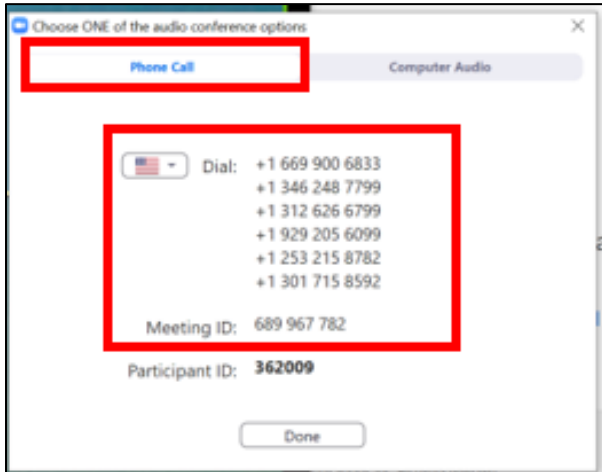 Choose ONE of the audio conference options
Phone Call
Computer Audio
Dial: +1 669 900 6833
+1 346 248 7799
+1 312 626 6799
+1 929 205 6099
+1 253 215 8782
+1 301 715 8592
Meeting ID: 689 967 782
Participant ID: 362009
Done